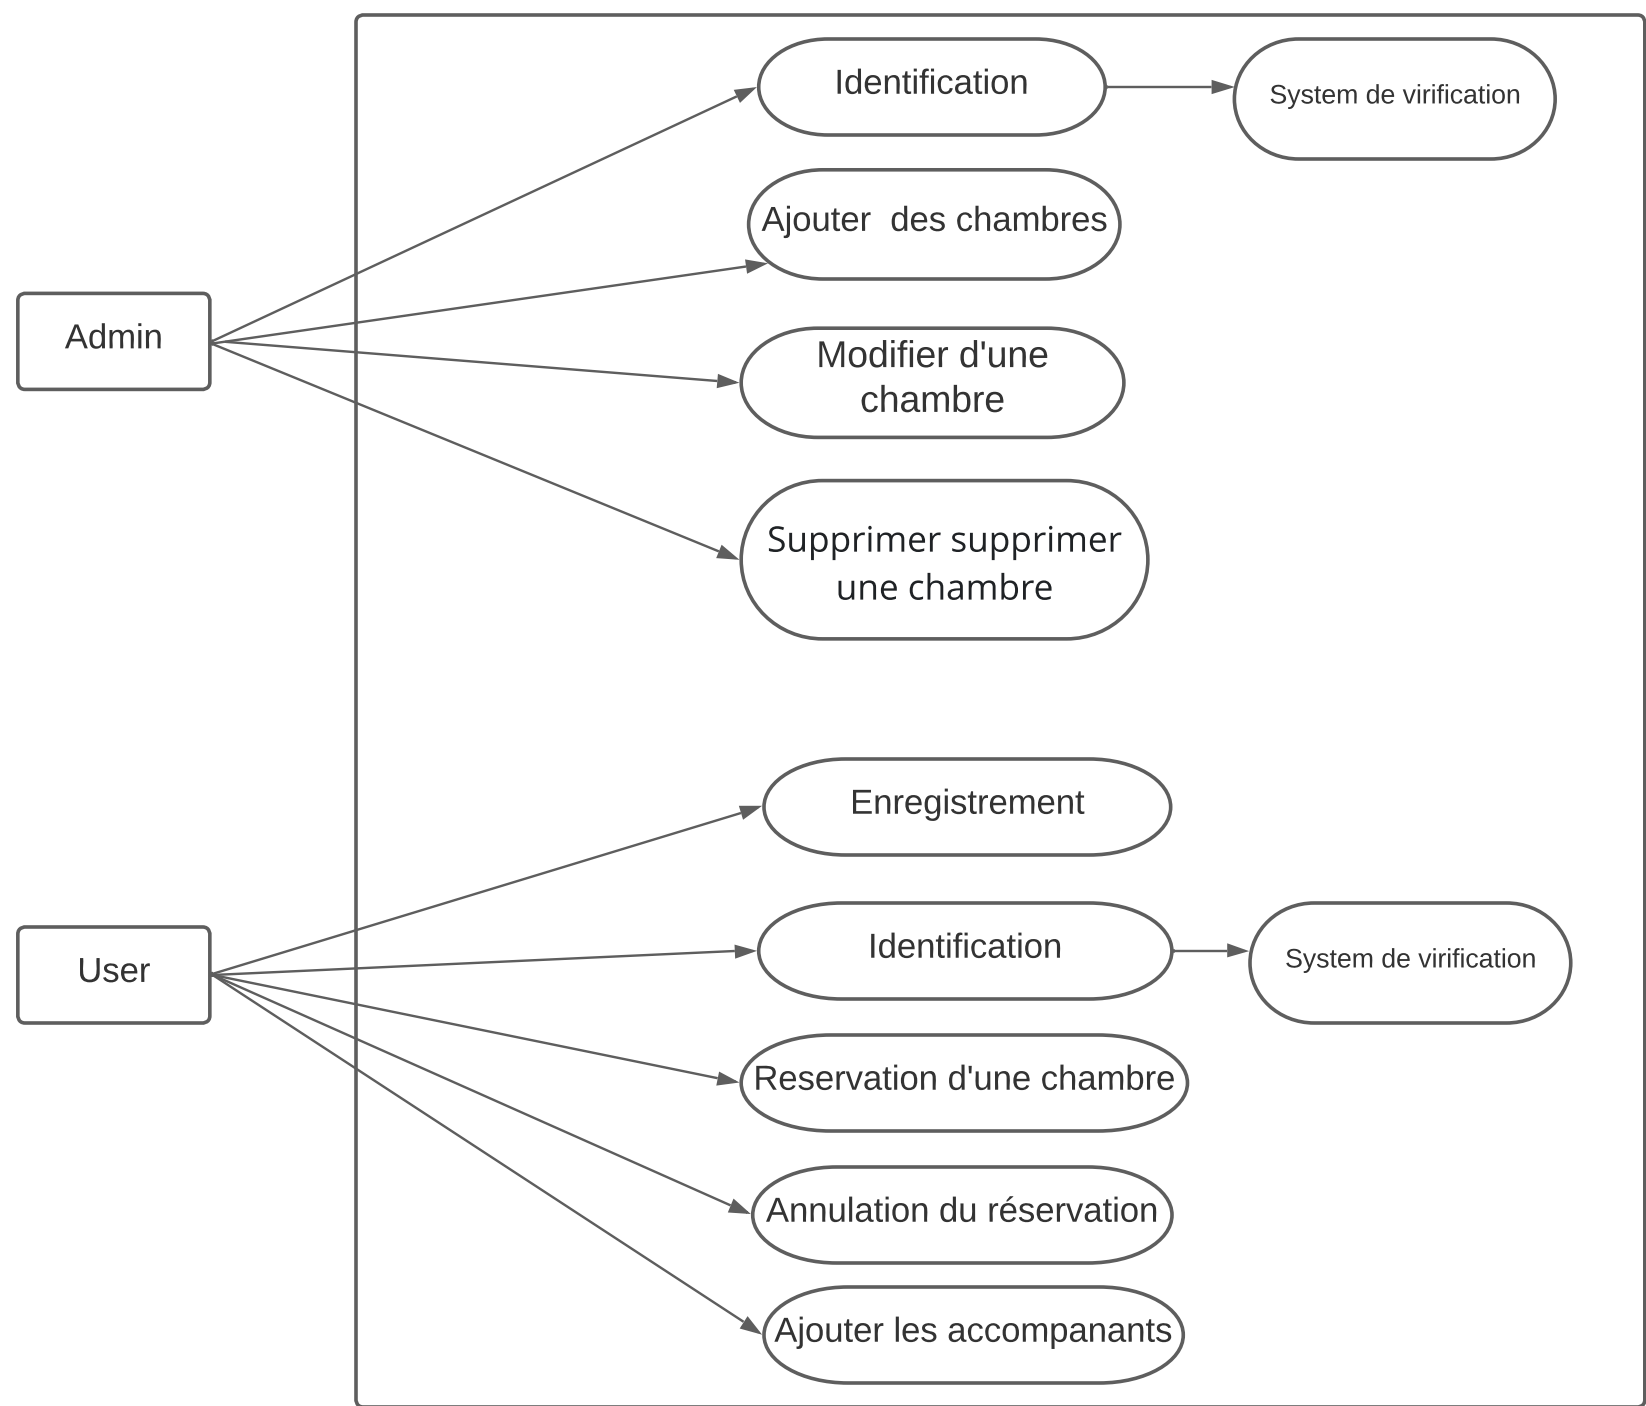 Identification
System de virification
Ajouter  des chambres
Admin
Modifier d'une
chambre
Supprimer supprimer
une chambre
Enregistrement
User
Identification
System de virification
Reservation d'une chambre
Annulation du réservation
Ajouter les accompanants